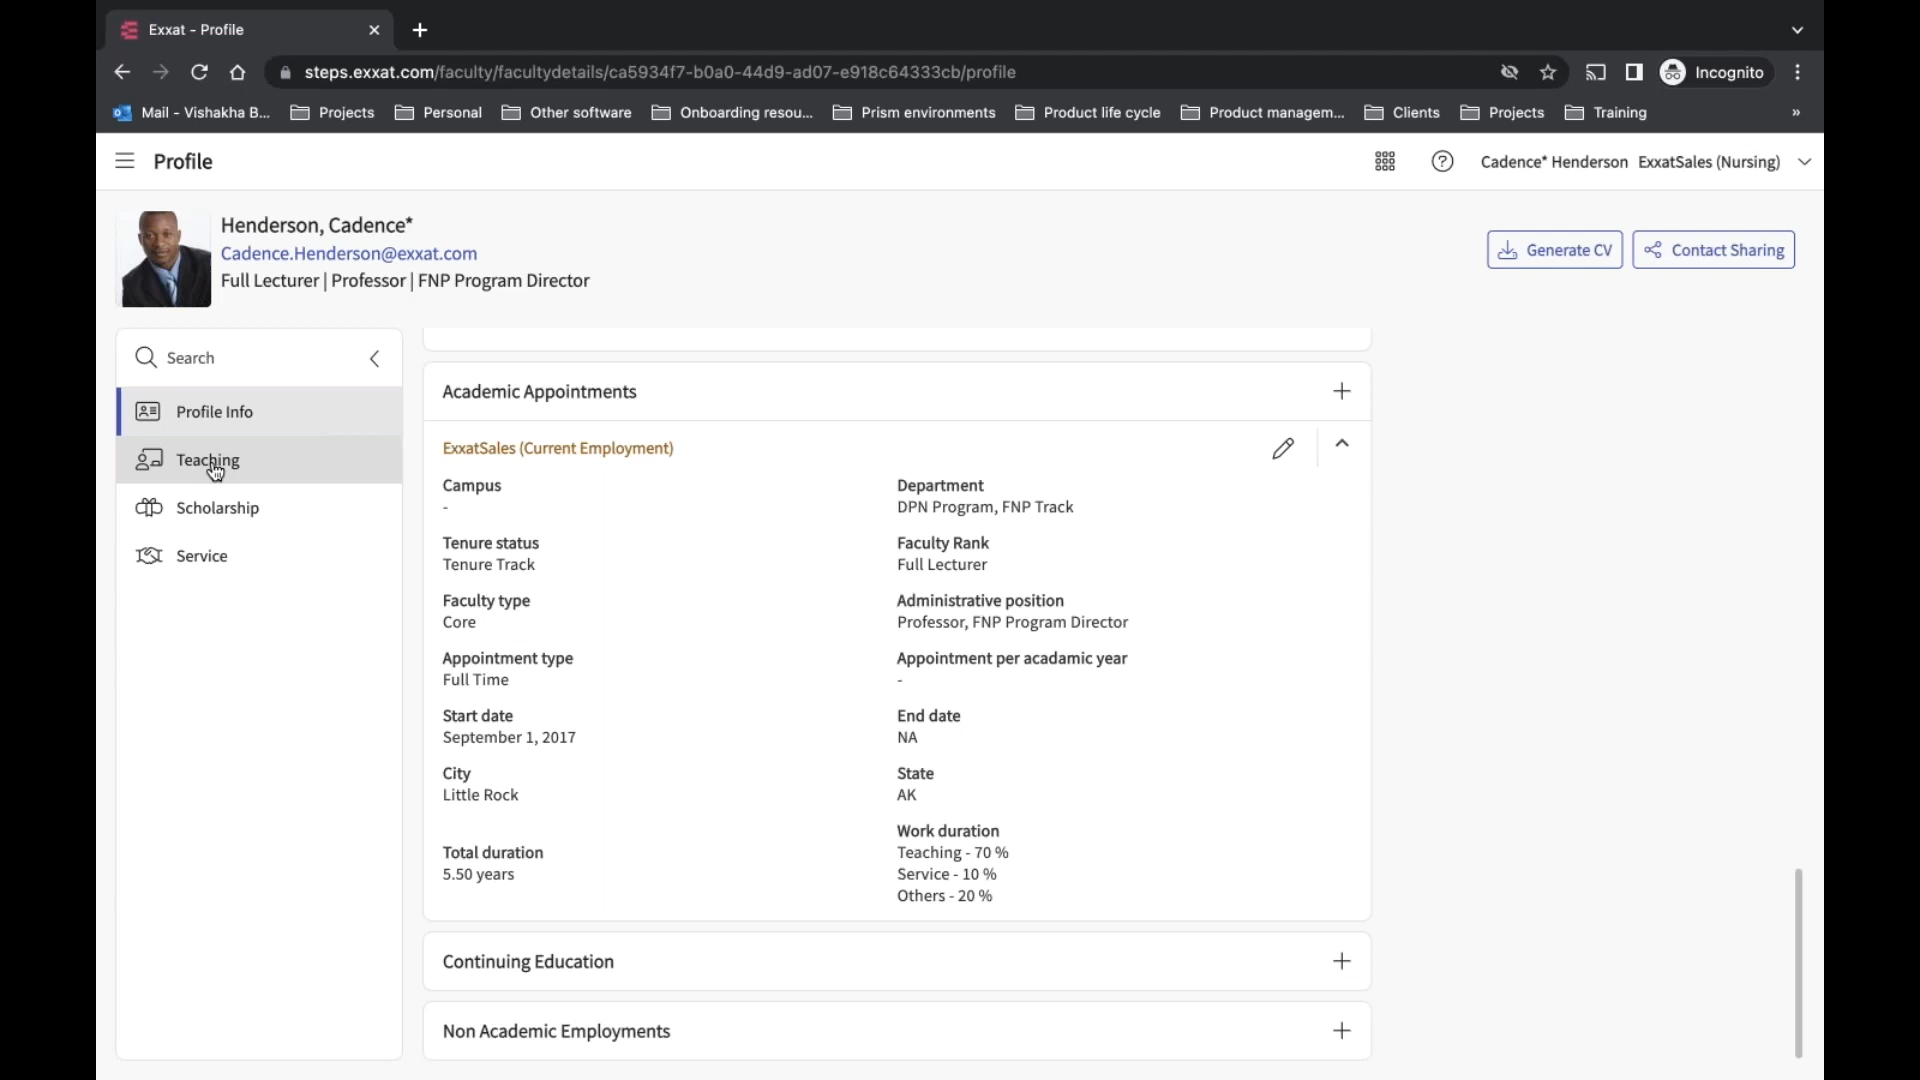 Exxat - Profile
steps.exxat.com/faculty/facultydetails/ca5934f7-b0a0-44d9-ad07-e918c64333cb/profile
Incognito
Mail - Vishakha B...
Projects
Personal
Other software
Onboarding resou...
Prism environments
Product life cycle
Product managem...
Clients
Projects
Training
»
Profile
Cadence* Henderson ExxatSales (Nursing)
Henderson, Cadence*
Cadence.Henderson@exxat.com
Full Lecturer | Professor | FNP Program Director
Generate CV
Contact Sharing
Search
Profile Info
Teaching
Scholarship
Service
Academic Appointments
ExxatSales (Current Employment)
Campus
-
Department
DPN Program, FNP Track
Tenure status
Tenure Track
Faculty Rank
Full Lecturer
Faculty type
Core
Administrative position
Professor, FNP Program Director
Appointment type
Full Time
Appointment per acadamic year
-
Start date
September 1, 2017
End date
NA
City
Little Rock
State
AK
Total duration
5.50 years
Work duration
Teaching - 70 %
Service - 10 %
Others - 20 %
Continuing Education
Non Academic Employments